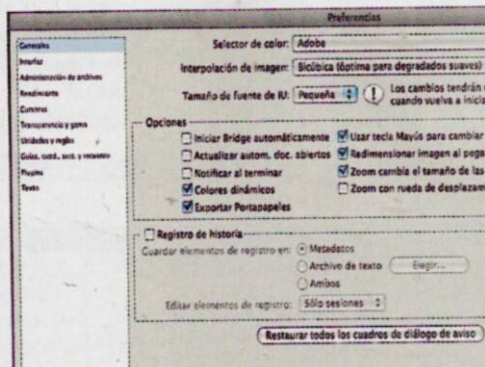 Preferencias
Generales
Interfaz
Administración de archivos
Rendimiento
Cursores
Transparencia y gama
Unidades y reglas
Guías, cuad., sect. y recuento
Plugins
Texto
Selector de color: Adobe
Interpolación de imagen: Bicúbica (óptima para degradados suaves)
Tamaño de fuente de IU: Pequeña Los cambios tendrán
cuando vuelva a inicia
Opciones
Iniciar Bridge automáticamente Usar tecla Mayús para cambiar
Actualizar autom. doc. abiertos Redimensionar imagen al pega
Notificar al terminar Zoom cambia el tamaño de las
Colores dinámicos Zoom con rueda de desplazam
Exportar Portapapeles
Registro de historia
Guardar elementos de registro en: Metadatos
Archivo de texto Elegir...
Ambos
Editar elementos de registro: Sólo sesiones
Restaurar todos los cuadros de diálogo de aviso